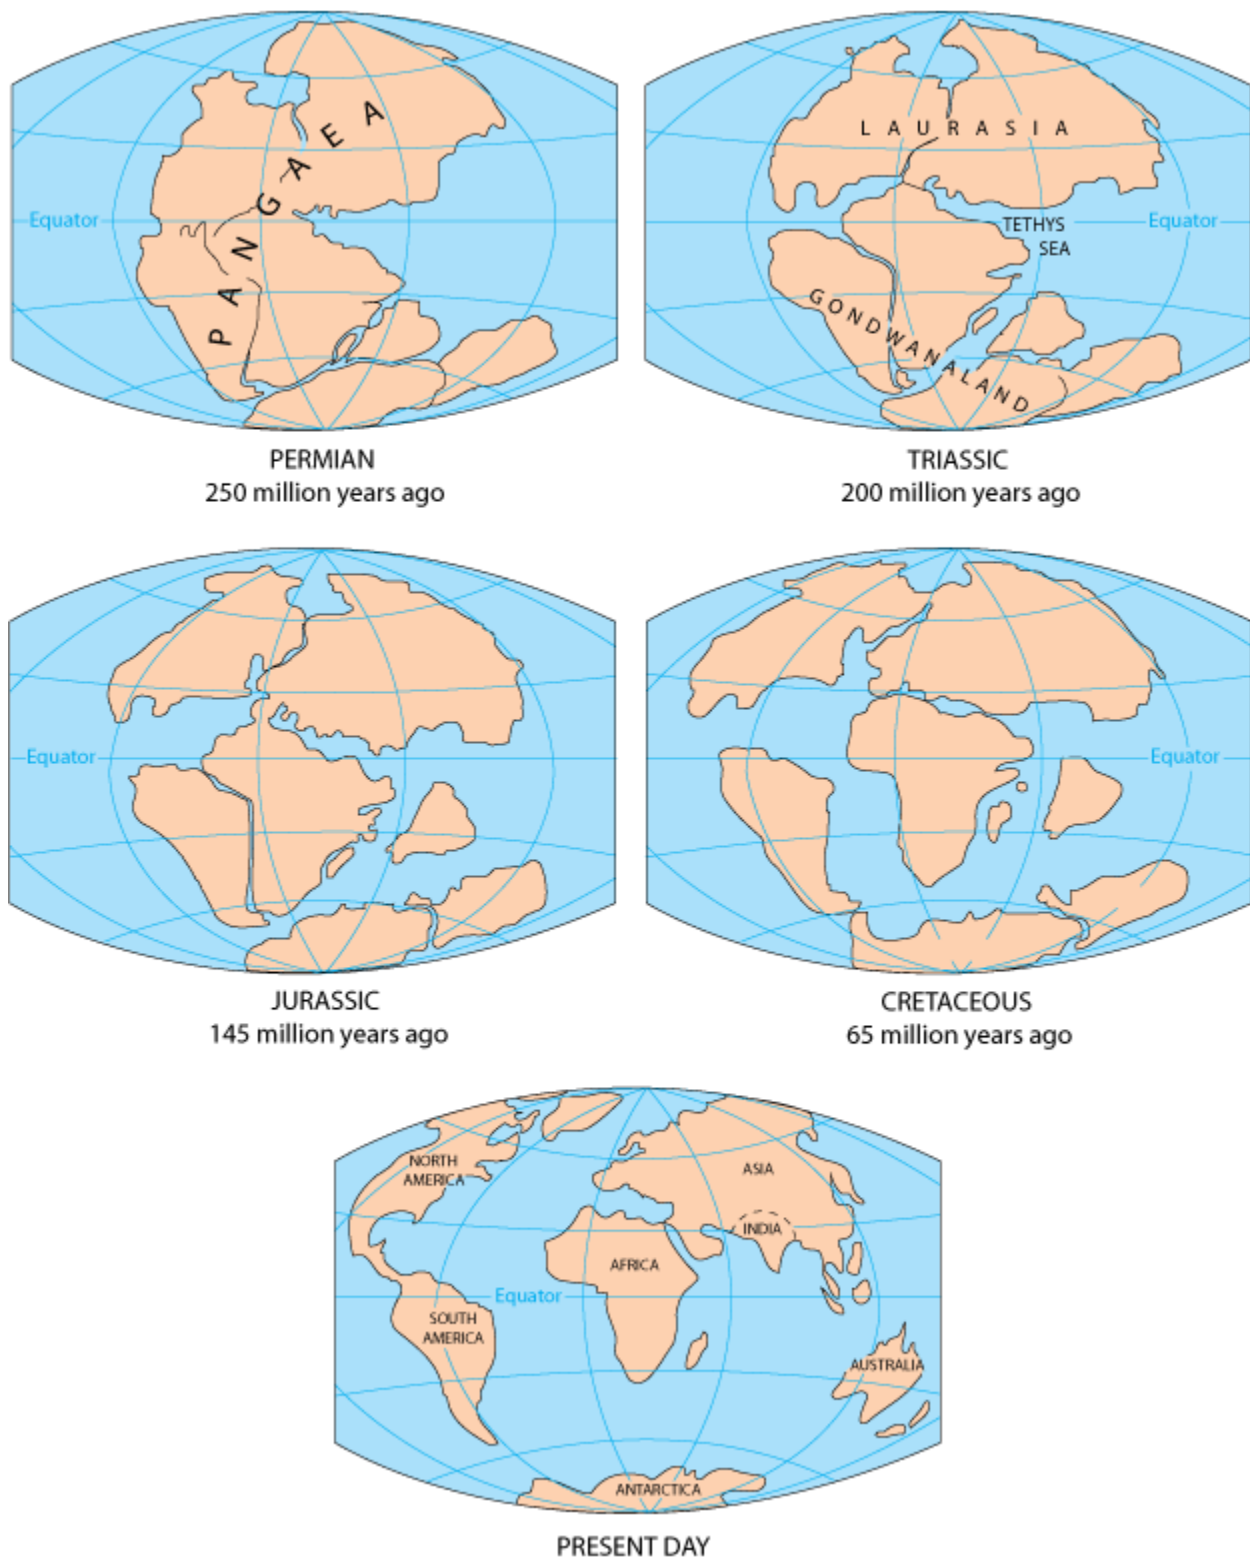 PANGAEA
Equator
PERMIAN
250 million years ago
LAURASIA
TETHYS
SEA
Equator
GONDWANALAND
TRIASSIC
200 million years ago
Equator
JURASSIC
145 million years ago
Equator
CRETACEOUS
65 million years ago
NORTH
AMERICA
ASIA
INDIA
AFRICA
Equator
SOUTH
AMERICA
AUSTRALIA
ANTARCTICA
PRESENT DAY